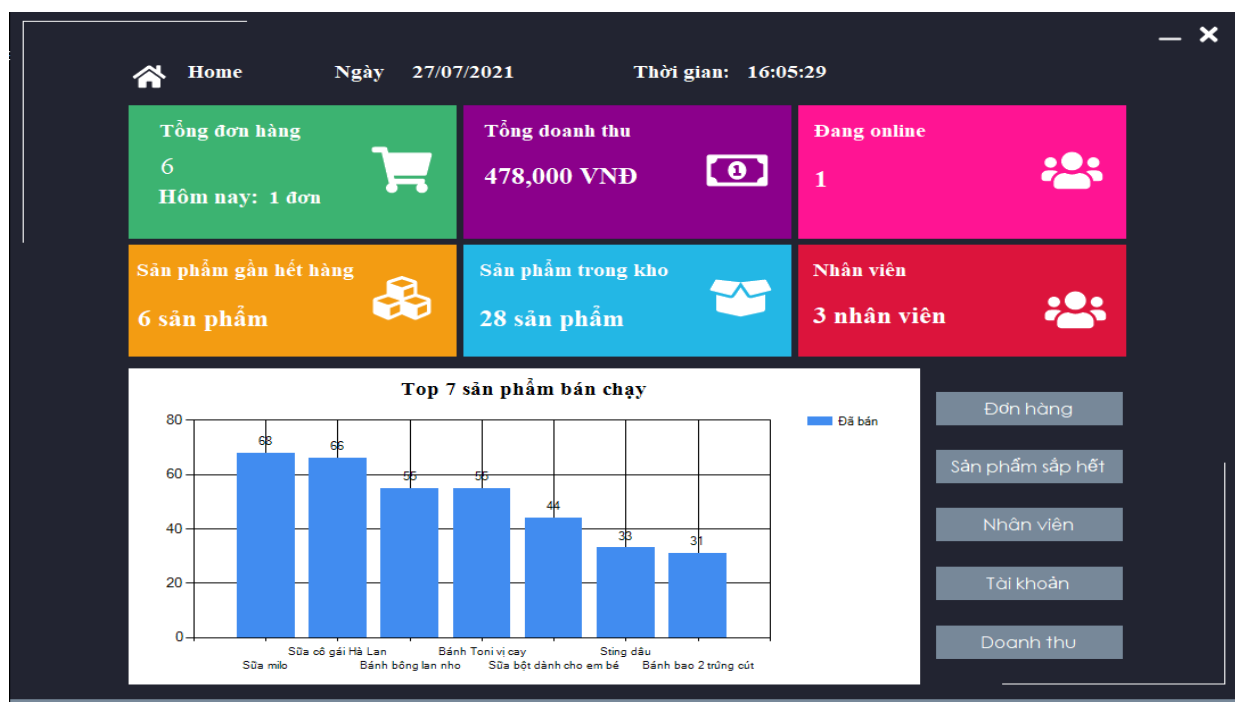 Home Ngày 27/07/2021 Thời gian: 16:05:29
Tổng đơn hàng
6
Hôm nay: 1 đơn
Tổng doanh thu
478,000 VNĐ
1
Đang online
1
Sản phẩm gần hết hàng
6 sản phẩm
Sản phẩm trong kho
28 sản phẩm
Nhân viên
3 nhân viên
Top 7 sản phẩm bán chạy
Đã bán
80
60
40
20
0
68
66
55
55
44
33
31
Sữa milo
Sữa cô gái Hà Lan
Bánh bông lan nho
Bánh Toni vị cay
Sữa bột dành cho em bé
Sting dâu
Bánh bao 2 trứng cút
Đơn hàng
Sản phẩm sắp hết
Nhân viên
Tài khoản
Doanh thu